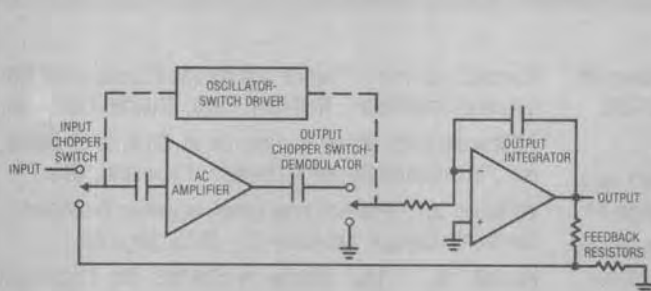 OSCILLATOR-
SWITCH DRIVER
INPUT
CHOPPER
SWITCH
OUTPUT
CHOPPER SWITCH-
DEMODULATOR
INPUT
AC
AMPLIFIER
OUTPUT
INTEGRATOR
−
+
OUTPUT
FEEDBACK
RESISTORS